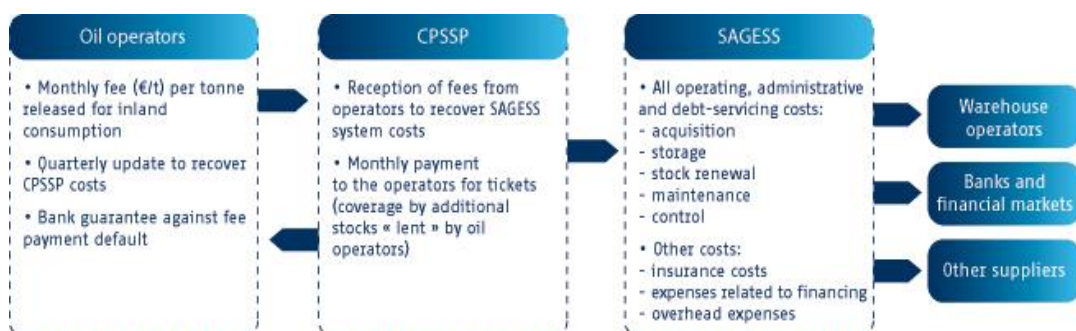 Oil operators
• Monthly fee (€/t) per tonne
released for inland
consumption
• Quarterly update to recover
CPSSP costs
• Bank guarantee against fee
payment default
CPSSP
• Reception of fees from
operators to recover SAGESS
system costs
• Monthly payment
to the operators for tickets
(coverage by additional
stocks « lent » by oil
operators)
SAGESS
• All operating, administrative
and debt-servicing costs:
- acquisition
- storage
- stock renewal
- maintenance
- control
• Other costs:
- insurance costs
- expenses related to financing
- overhead expenses
Warehouse
operators
Banks and
financial markets
Other suppliers